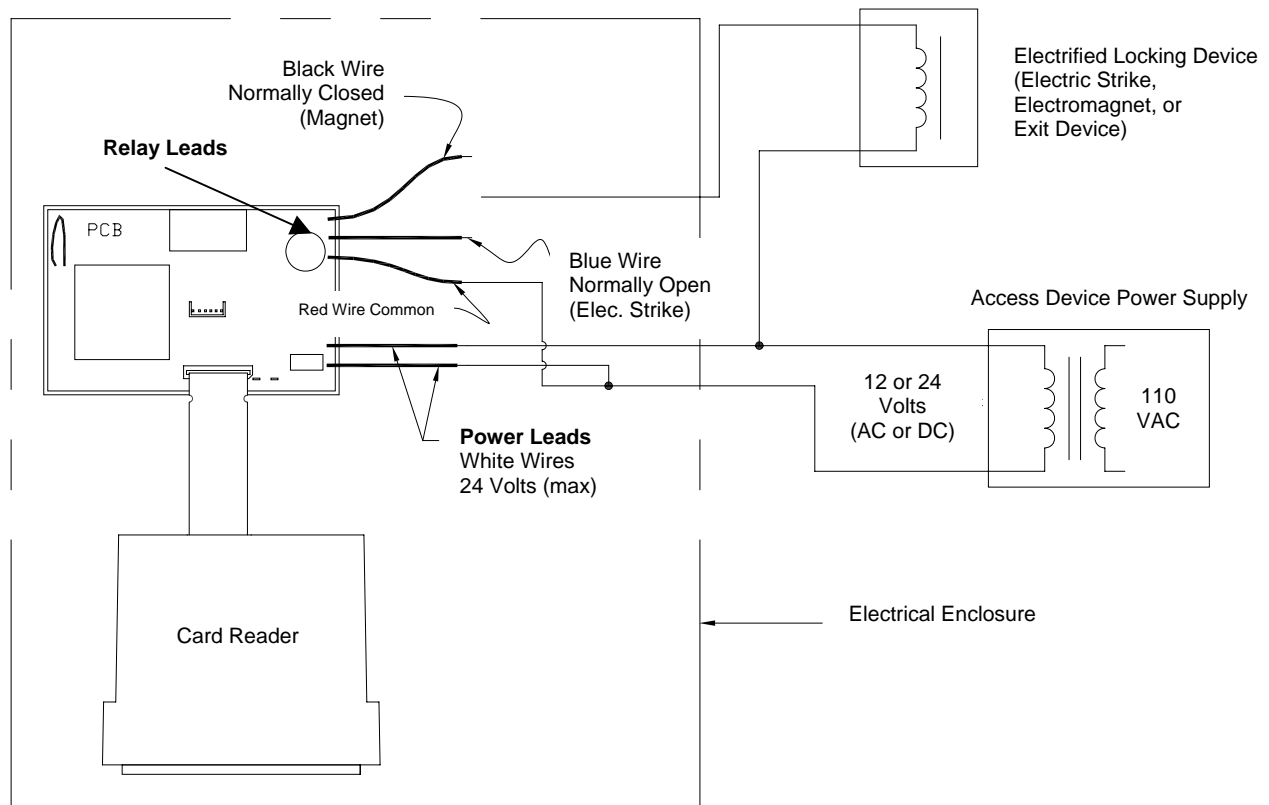 Black Wire
Normally Closed
(Magnet)
Electrified Locking Device
(Electric Strike,
Electromagnet, or
Exit Device)
Relay Leads
PCB
Blue Wire
Normally Open
(Elec. Strike)
Red Wire Common
Access Device Power Supply
12 or 24
Volts
(AC or DC)
110
VAC
Power Leads
White Wires
24 Volts (max)
Card Reader
Electrical Enclosure